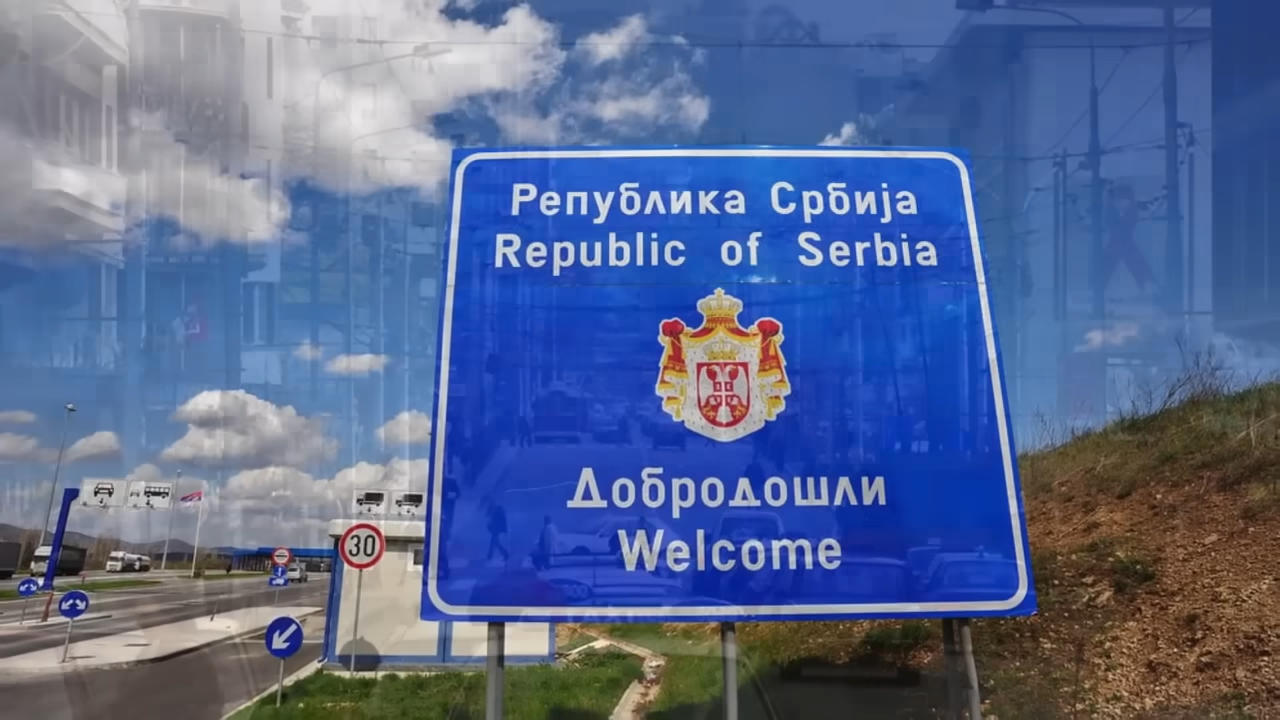 Република Србија
Republic of Serbia
Добродошли
Welcome
30